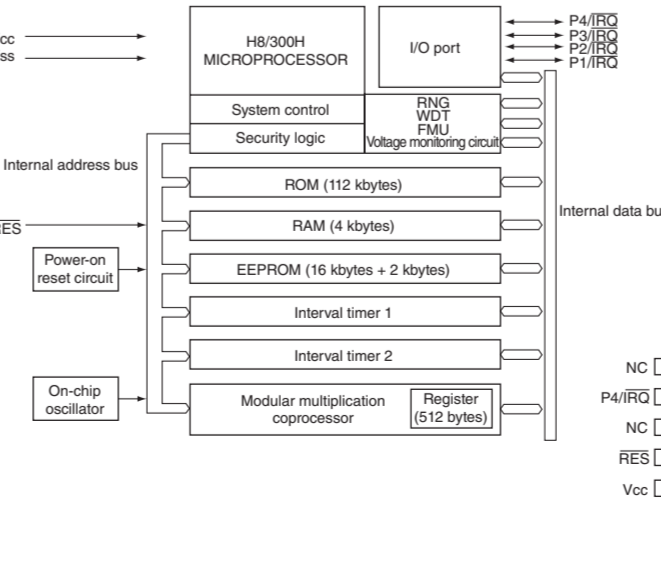 cc
ss
H8/300H
MICROPROCESSOR
I/O port
P4/IRQ
P3/IRQ
P2/IRQ
P1/IRQ
System control
Security logic
RNG
WDT
FMU
Voltage monitoring circuit
Internal address bus
ROM (112 kbytes)
RAM (4 kbytes)
Internal data bu
ES
Power-on
reset circuit
EEPROM (16 kbytes + 2 kbytes)
Interval timer 1
Interval timer 2
On-chip
oscillator
Modular multiplication
coprocessor
Register
(512 bytes)
NC
P4/IRQ
NC
RES
Vcc